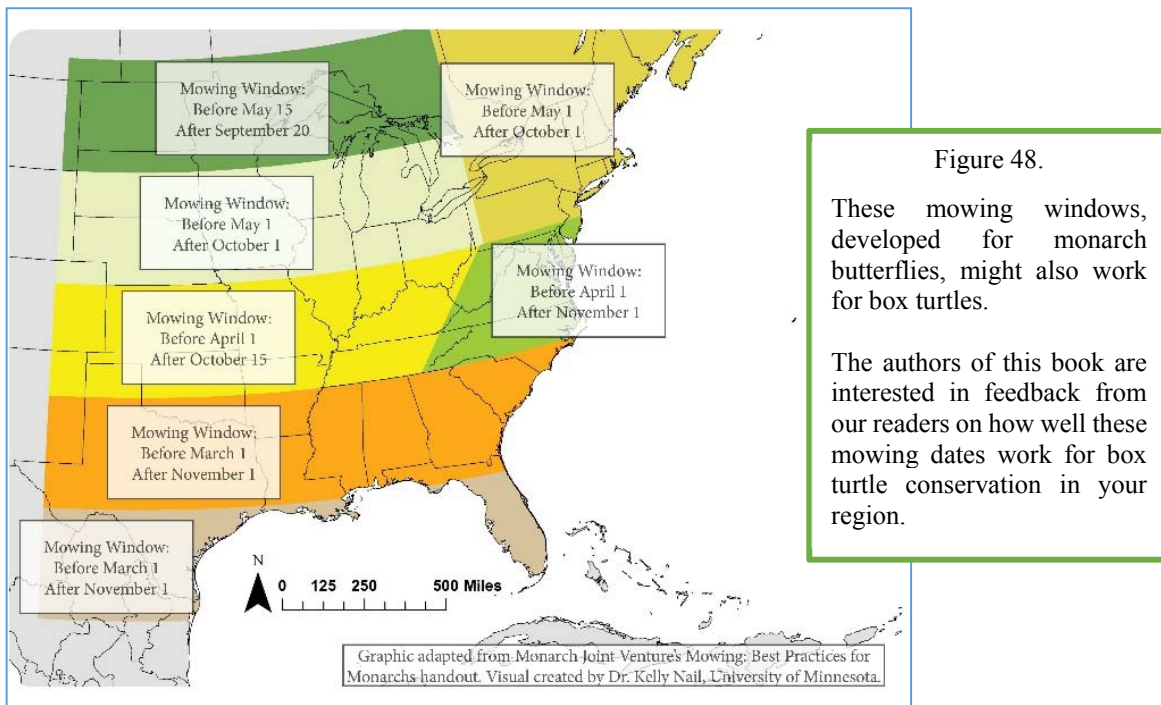 Mowing Window:
Before May 15
After September 20
Mowing Window:
Before May 1
After October 1
Mowing Window:
Before May 1
After October 1
Mowing Window:
Before April 1
After November 1
Mowing Window:
Before April 1
After October 15
Mowing Window:
Before March 1
After November 1
Mowing Window:
Before March 1
After November 1
N
0 125 250 500 Miles
Graphic adapted from Monarch Joint Venture's Mowing: Best Practices for
Monarchs handout. Visual created by Dr. Kelly Nail, University of Minnesota.
Figure 48.
These mowing windows,
developed for monarch
butterflies, might also work
for box turtles.
The authors of this book are
interested in feedback from
our readers on how well these
mowing dates work for box
turtle conservation in your
region.